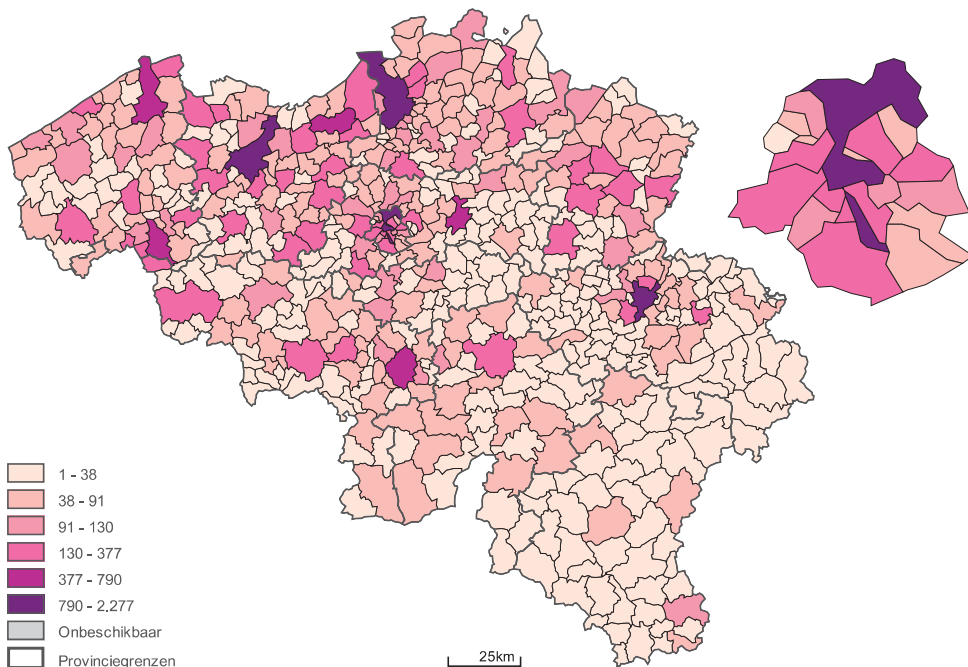 1 - 38
38 - 91
91 - 130
130 - 377
377 - 790
790 - 2.277
Onbeschikbaar
Provinciegrenzen
25km